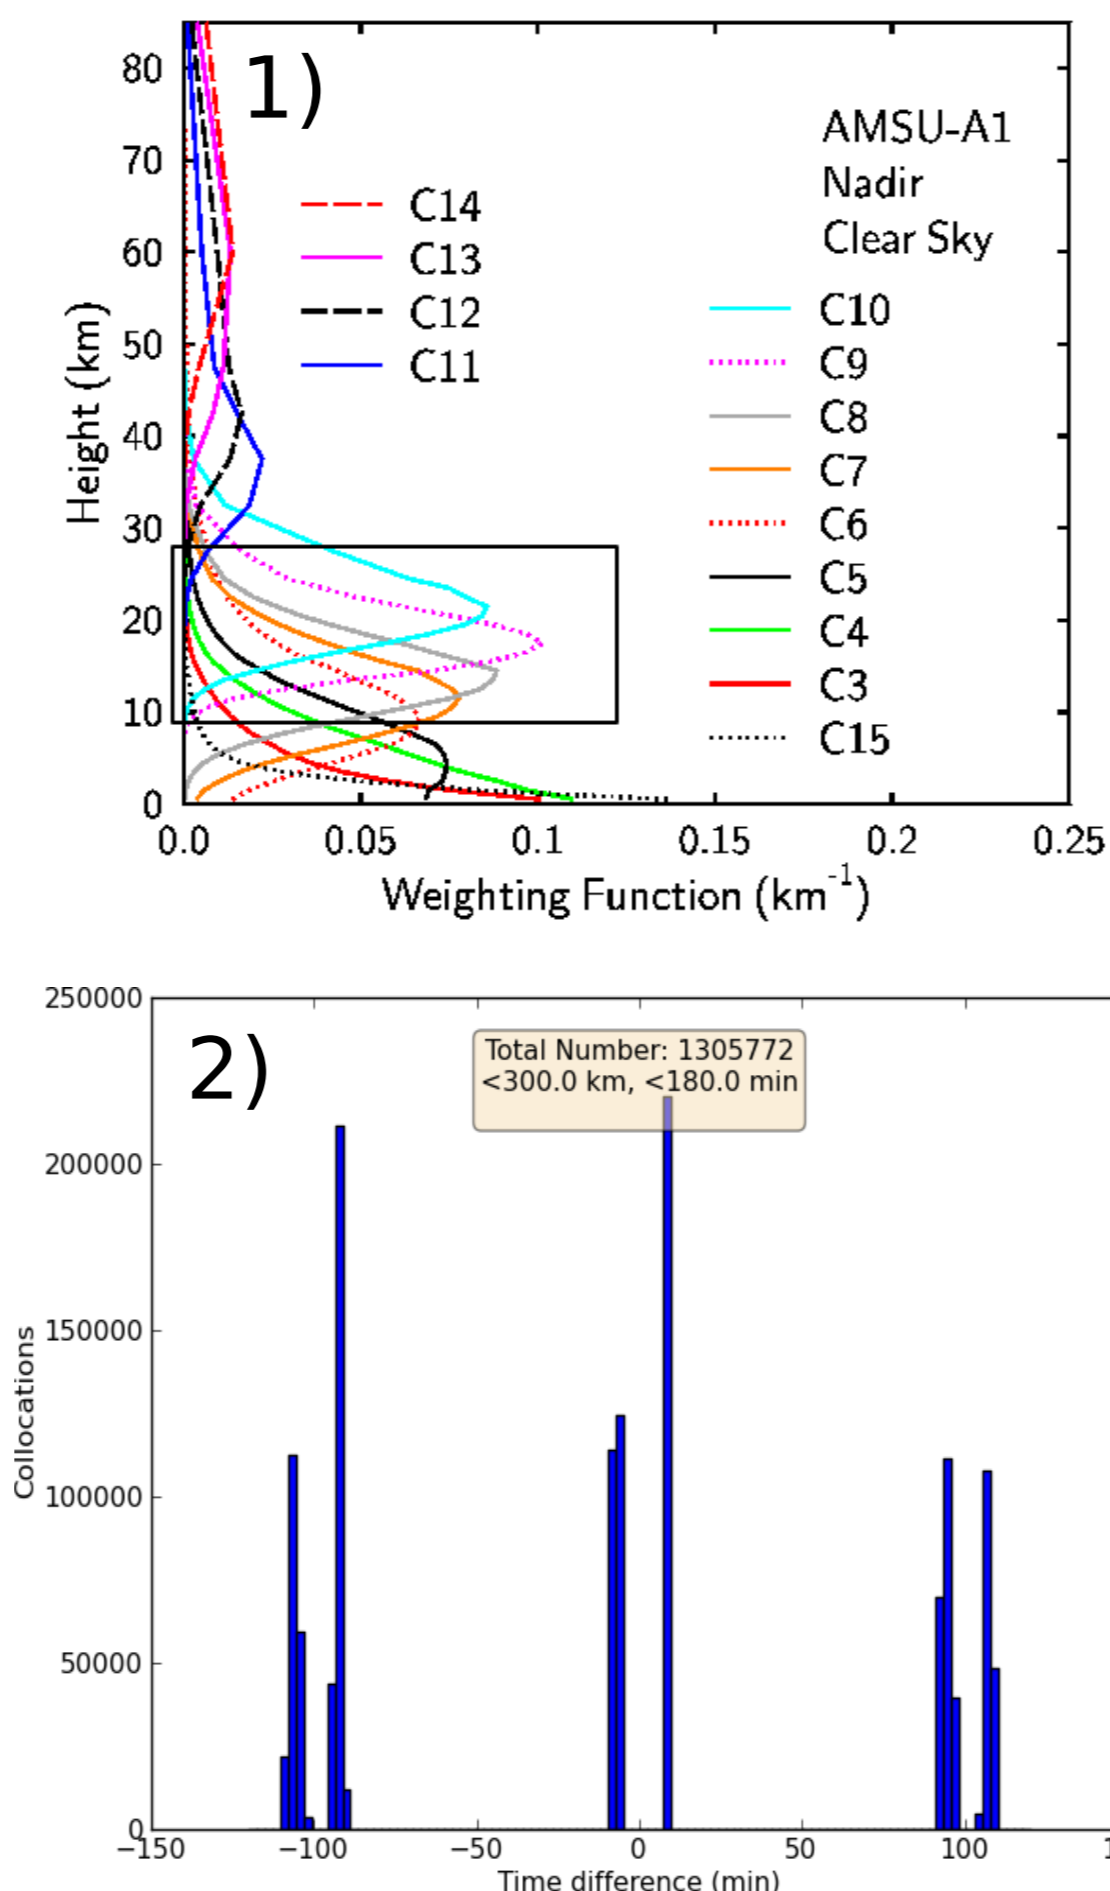 1)
AMSU-A1
Nadir
Clear Sky
C14
C13
C12
C11
C10
C9
C8
C7
C6
C5
C4
C3
C15
80
70
60
50
40
30
20
10
0
Height (km)
0.0 0.05 0.1 0.15 0.2 0.25
Weighting Function (km⁻¹)
2)
Total Number: 1305772
<300.0 km, <180.0 min
250000
200000
150000
100000
50000
0
Collocations
−150 −100 −50 0 50 100
Time difference (min)